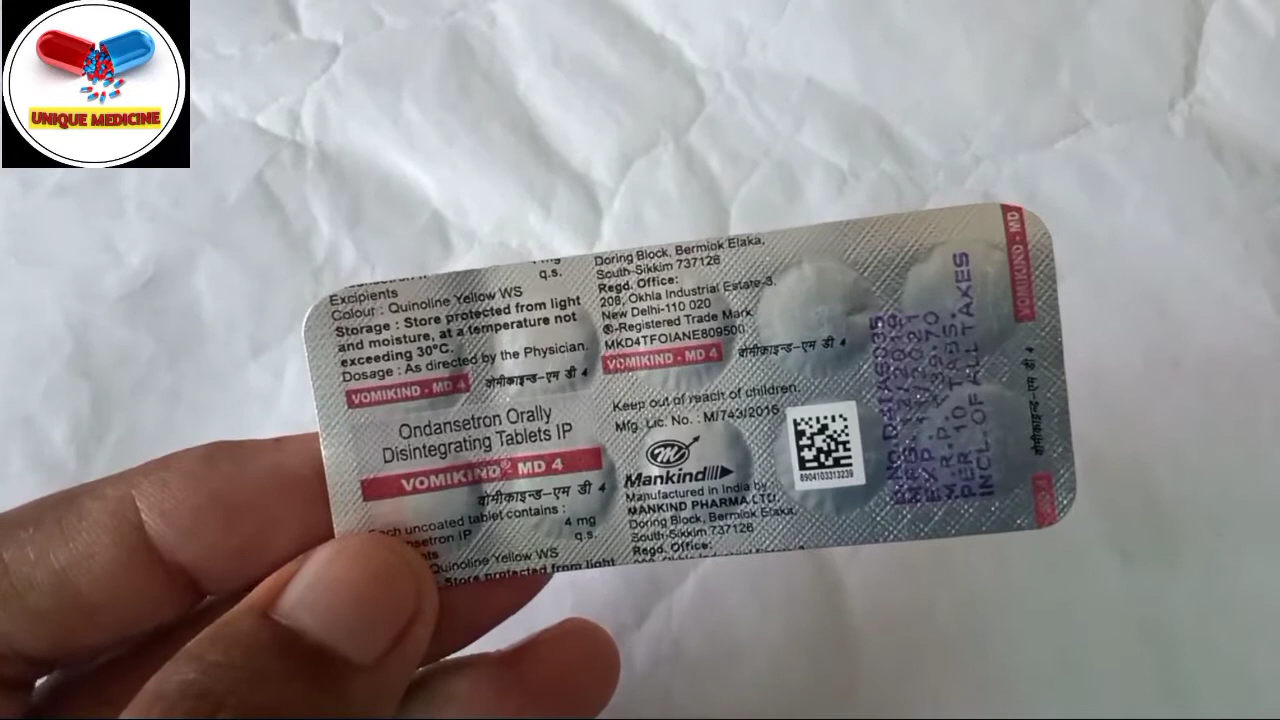 UNIQUE MEDICINE
q.s.
Excipients
Colour : Quinoline Yellow WS
Storage : Store protected from light
and moisture, at a temperature not
exceeding 30°C.
Dosage : As directed by the Physician.
VOMIKIND - MD 4 वोमीकाइन्ड-एम डी 4
Ondansetron Orally
Disintegrating Tablets IP
VOMIKIND® - MD 4
वोमीकाइन्ड-एम डी 4
Each uncoated tablet contains :
4 mg
q.s.
Quinoline Yellow WS
Store protected from light
Doring Block, Bermiok Elaka,
South-Sikkim 737126
Regd. Office:
208, Okhla Industrial Estate-3,
New Delhi-110 020
®-Registered Trade Mark
MKD4TFOIANE809500
VOMIKIND - MD 4 वोमीकाइन्ड-एम डी 4
Keep out of reach of children.
Mfg. Lic. No. : M/743/2016
Mankind
Manufactured in India by
MANKIND PHARMA LTD.
Doring Block, Bermiok Elaka,
South-Sikkim 737126
Regd. Office:
8904103313239
M.R.P.
PER 10 TABS.
INCL. OF ALL TAXES
VOMIKIND - MD
वोमीकाइन्ड-एम डी 4